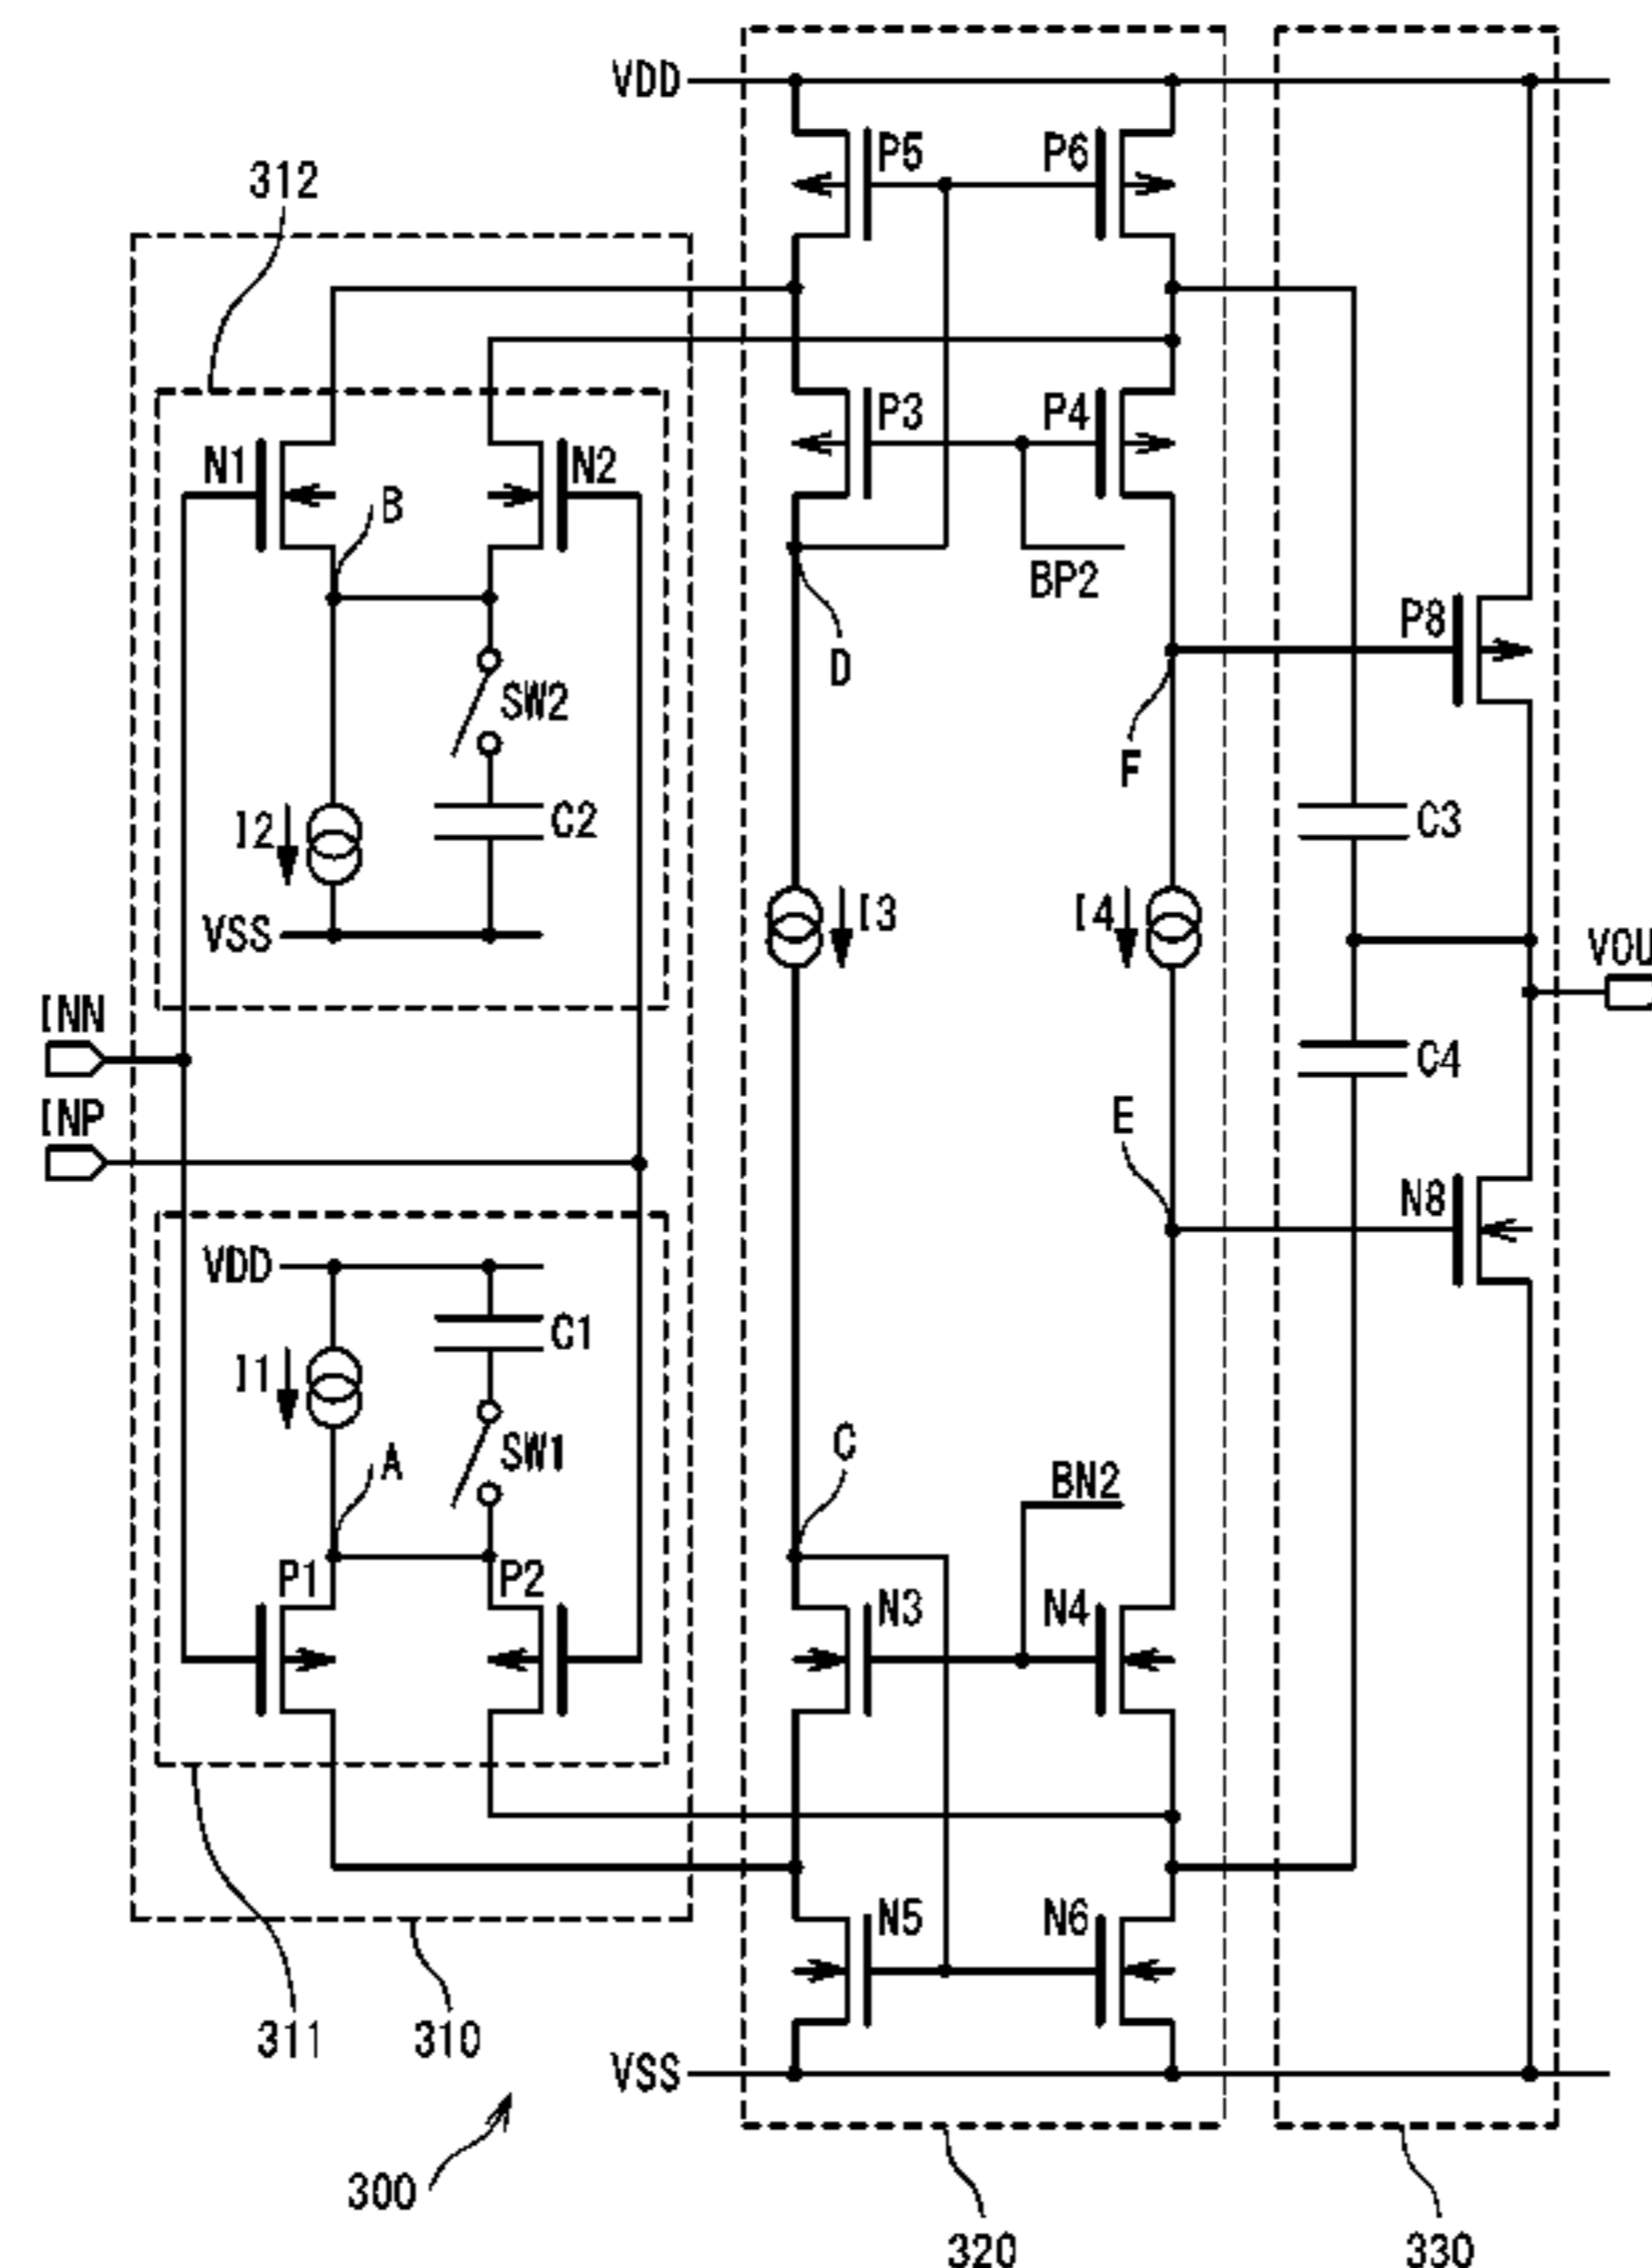 VDD
P5
P6
312
P3
P4
N1
N2
B
BP2
P8
D
SW2
F
I2
C2
C3
I3
I4
VSS
VOU
INN
C4
INP
E
N8
VDD
C1
I1
C
SW1
A
BN2
P1
P2
N3
N4
N5
N6
311
310
VSS
300
320
330